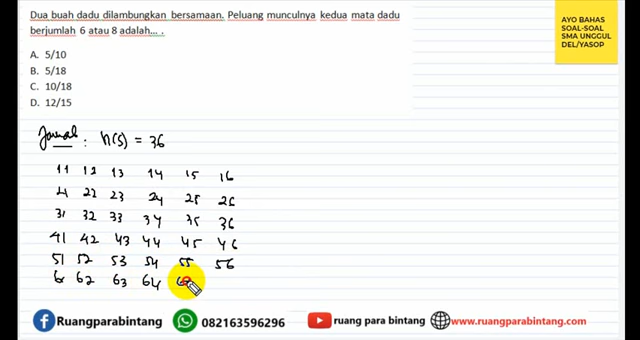 Dua buah dadu dilambungkan bersamaan. Peluang munculnya kedua mata dadu
berjumlah 6 atau 8 adalah... .
A. 5/10
B. 5/18
C. 10/18
D. 12/15
AYO BAHAS
SOAL-SOAL
SMA UNGGUL
DEL/YASOP
Jawab : n(S) = 36
11 12 13 14 15 16
21 22 23 24 25 26
31 32 33 34 35 36
41 42 43 44 45 46
51 52 53 54 55 56
6 62 63 64 6
Ruangparabintang
082163596296
ruang para bintang
www.ruangparabintang.com